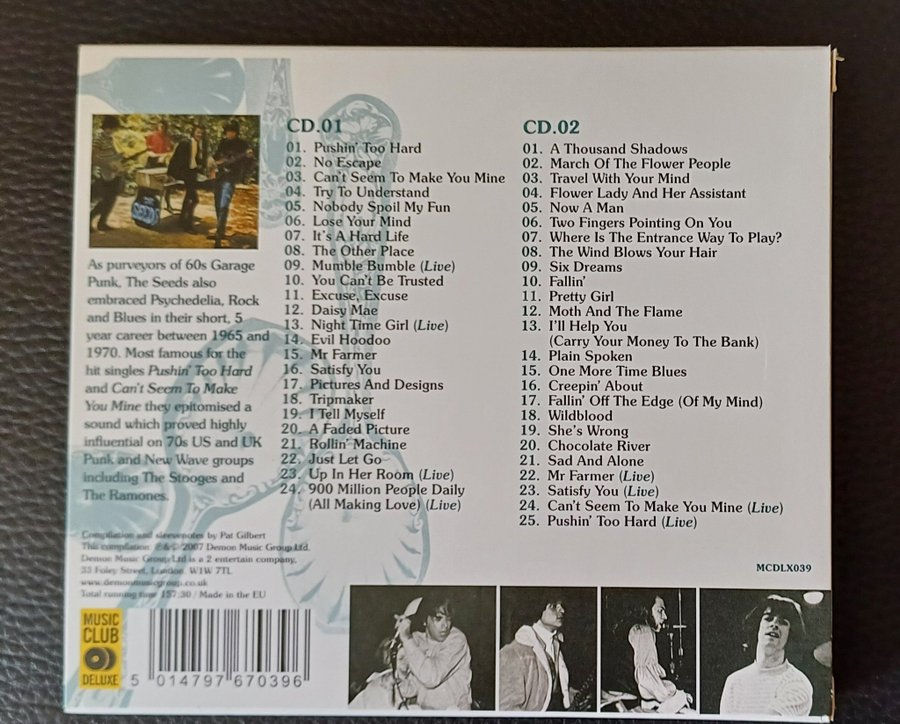 SEEDS
As purveyors of 60s Garage
Punk, The Seeds also
embraced Psychedelia, Rock
and Blues in their short, 5
year career between 1965 and
1970. Most famous for the
hit singles Pushin' Too Hard
and Can't Seem To Make
You Mine they epitomised a
sound which proved highly
influential on 70s US and UK
Punk and New Wave groups
including The Stooges and
The Ramones.
Compilation and sleevenotes by Pat Gilbert
This compilation ℗&© 2007 Demon Music Group Ltd.
Demon Music Group Ltd is a 2 entertain company.
33 Foley Street, London. W1W 7TL
www.demonmusicgroup.co.uk
Total running time 157:30 / Made in the EU
MUSIC
CLUB
DELUXE
5 014797 670396
CD.01
01. Pushin' Too Hard
02. No Escape
03. Can't Seem To Make You Mine
04. Try To Understand
05. Nobody Spoil My Fun
06. Lose Your Mind
07. It's A Hard Life
08. The Other Place
09. Mumble Bumble (Live)
10. You Can't Be Trusted
11. Excuse, Excuse
12. Daisy Mae
13. Night Time Girl (Live)
14. Evil Hoodoo
15. Mr Farmer
16. Satisfy You
17. Pictures And Designs
18. Tripmaker
19. I Tell Myself
20. A Faded Picture
21. Rollin' Machine
22. Just Let Go
23. Up In Her Room (Live)
24. 900 Million People Daily
(All Making Love) (Live)
CD.02
01. A Thousand Shadows
02. March Of The Flower People
03. Travel With Your Mind
04. Flower Lady And Her Assistant
05. Now A Man
06. Two Fingers Pointing On You
07. Where Is The Entrance Way To Play?
08. The Wind Blows Your Hair
09. Six Dreams
10. Fallin'
11. Pretty Girl
12. Moth And The Flame
13. I'll Help You
(Carry Your Money To The Bank)
14. Plain Spoken
15. One More Time Blues
16. Creepin' About
17. Fallin' Off The Edge (Of My Mind)
18. Wildblood
19. She's Wrong
20. Chocolate River
21. Sad And Alone
22. Mr Farmer (Live)
23. Satisfy You (Live)
24. Can't Seem To Make You Mine (Live)
25. Pushin' Too Hard (Live)
MCDLX039